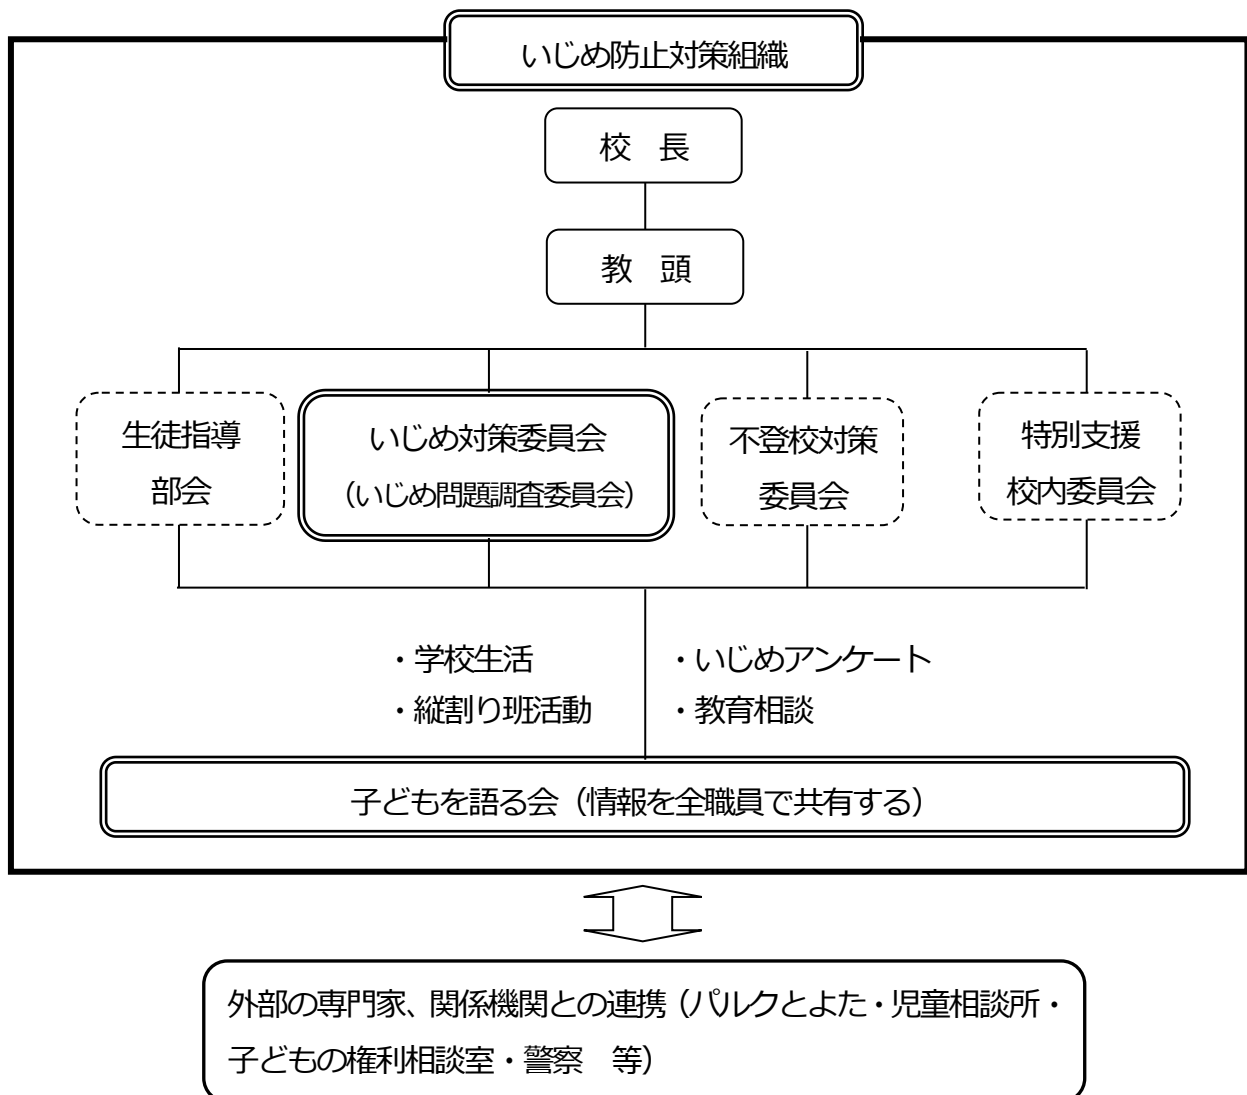 いじめ防止対策組織
校　長
教　頭
生徒指導
部会
いじめ対策委員会
（いじめ問題調査委員会）
不登校対策
委員会
特別支援
校内委員会
・学校生活
・縦割り班活動
・いじめアンケート
・教育相談
子どもを語る会（情報を全職員で共有する）
外部の専門家、関係機関との連携（パルクとよた・児童相談所・
子どもの権利相談室・警察　等）